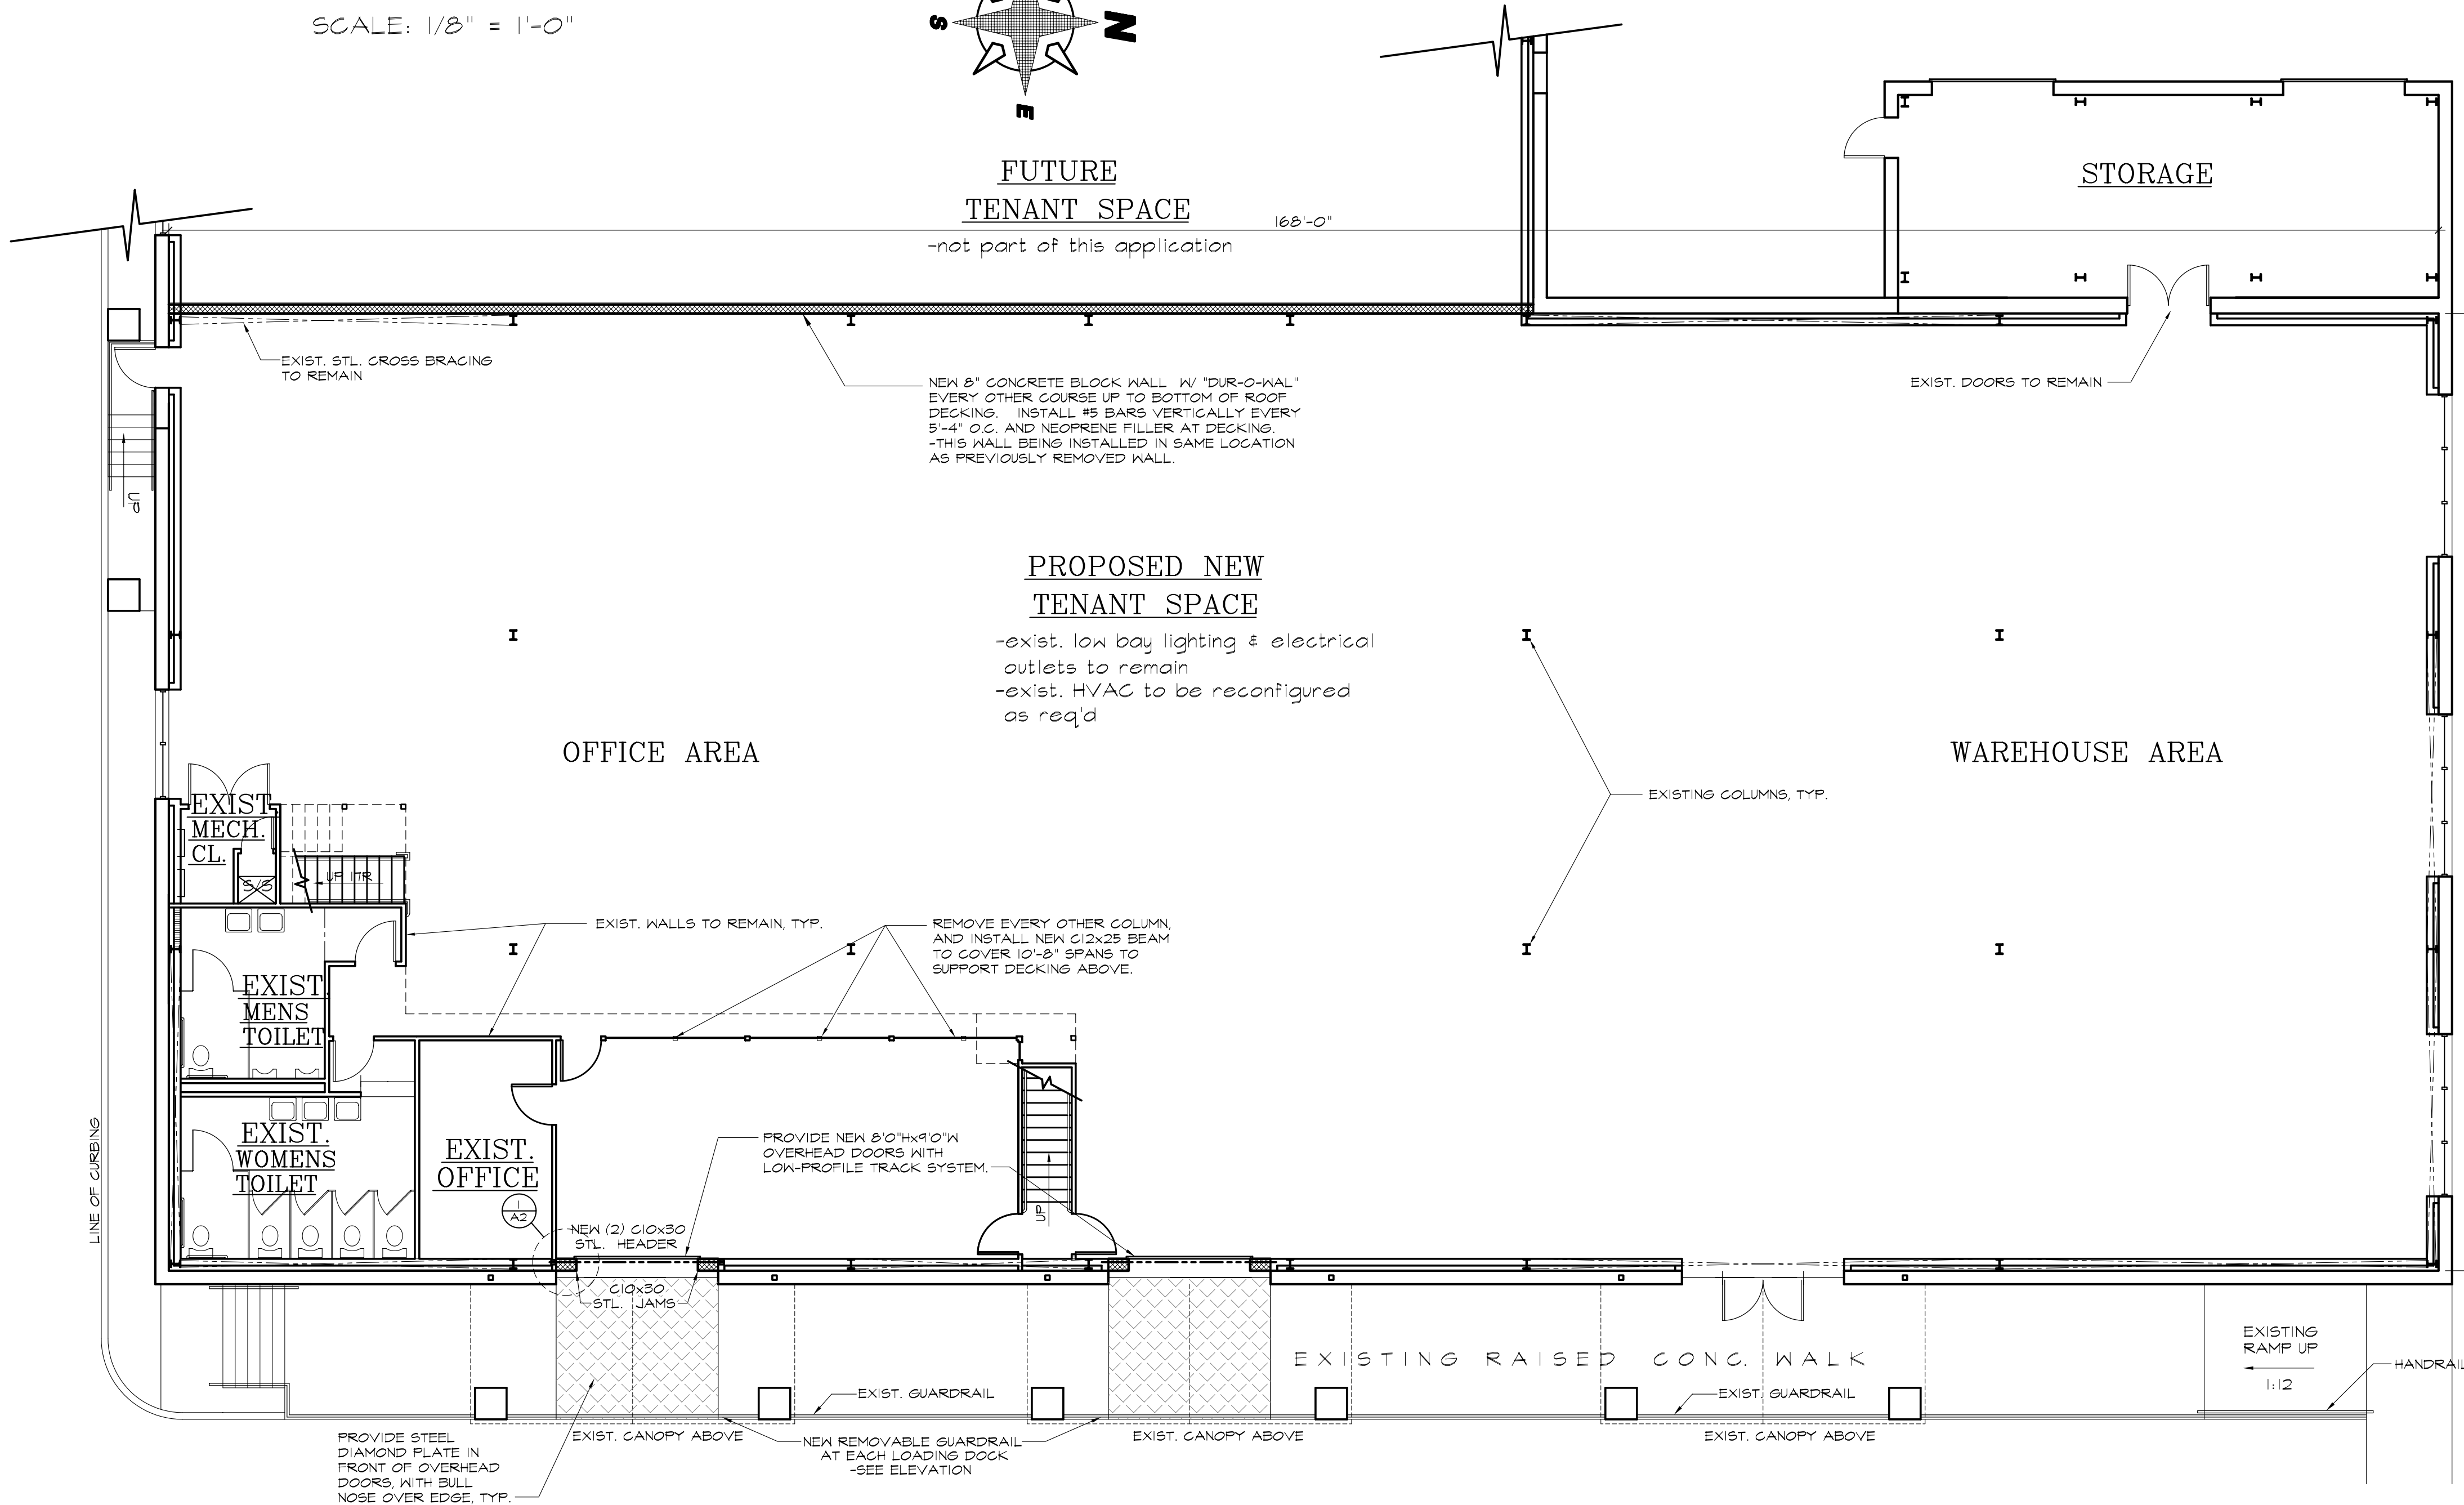 SCALE: 1/8" = 1'-0"
S
N
E
FUTURE
TENANT SPACE
168'-0"
-not part of this application
STORAGE
EXIST. STL. CROSS BRACING
TO REMAIN
NEW 8" CONCRETE BLOCK WALL W/ "DUR-O-WAL"
EVERY OTHER COURSE UP TO BOTTOM OF ROOF
DECKING. INSTALL #5 BARS VERTICALLY EVERY
5'-4" O.C. AND NEOPRENE FILLER AT DECKING.
-THIS WALL BEING INSTALLED IN SAME LOCATION
AS PREVIOUSLY REMOVED WALL.
EXIST. DOORS TO REMAIN
UP
PROPOSED NEW
TENANT SPACE
-exist. low bay lighting & electrical
outlets to remain
-exist. HVAC to be reconfigured
as req'd
OFFICE AREA
WAREHOUSE AREA
EXISTING COLUMNS, TYP.
EXIST.
MECH.
CL.
S/S
UP 17R
EXIST. WALLS TO REMAIN, TYP.
REMOVE EVERY OTHER COLUMN,
AND INSTALL NEW C12x25 BEAM
TO COVER 10'-8" SPANS TO
SUPPORT DECKING ABOVE.
EXIST.
MENS
TOILET
EXIST.
WOMENS
TOILET
EXIST.
OFFICE
1
A2
PROVIDE NEW 8'0"Hx9'0"W
OVERHEAD DOORS WITH
LOW-PROFILE TRACK SYSTEM.
UP
NEW (2) C10x30
STL. HEADER
C10x30
STL. JAMS
LINE OF CURBING
EXISTING RAISED CONC. WALK
EXISTING
RAMP UP
1:12
HANDRAIL
EXIST. GUARDRAIL
EXIST. GUARDRAIL
EXIST. CANOPY ABOVE
NEW REMOVABLE GUARDRAIL
AT EACH LOADING DOCK
-SEE ELEVATION
EXIST. CANOPY ABOVE
EXIST. CANOPY ABOVE
PROVIDE STEEL
DIAMOND PLATE IN
FRONT OF OVERHEAD
DOORS, WITH BULL
NOSE OVER EDGE, TYP.